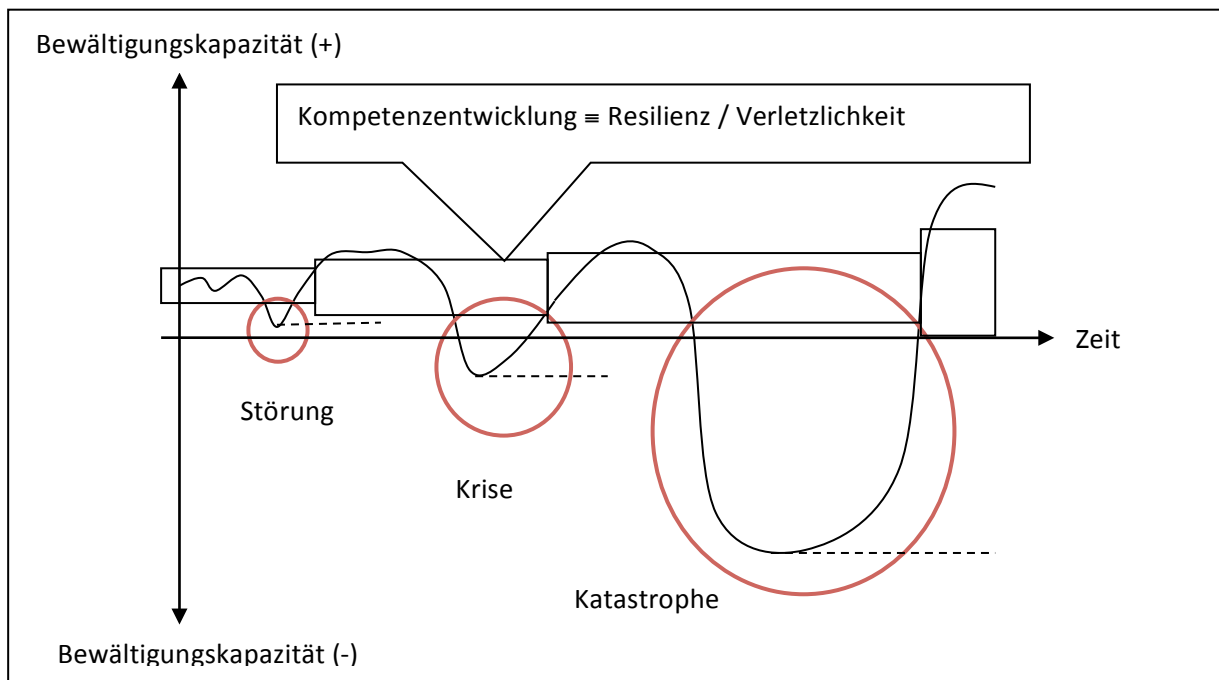 Bewältigungskapazität (+)
Kompetenzentwicklung ≡ Resilienz / Verletzlichkeit
Zeit
Störung
Krise
Katastrophe
Bewältigungskapazität (-)